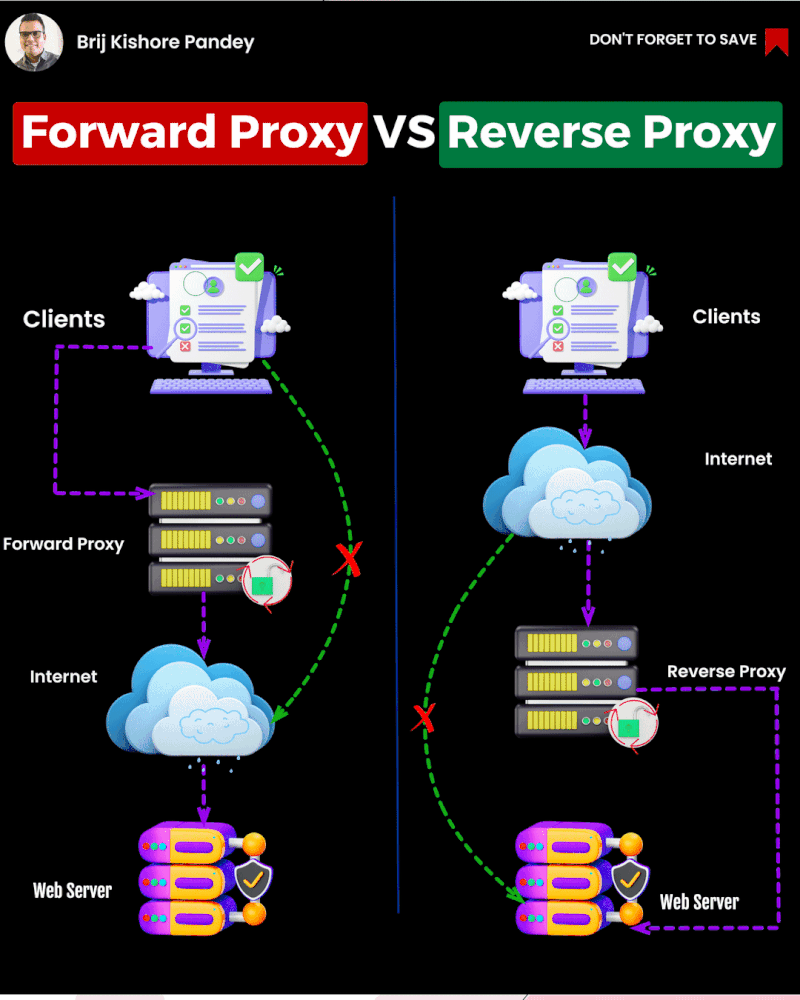 Brij Kishore Pandey
DON'T FORGET TO SAVE
Forward Proxy VS Reverse Proxy
Clients
Forward Proxy
Internet
Web Server
Clients
Internet
Reverse Proxy
Web Server